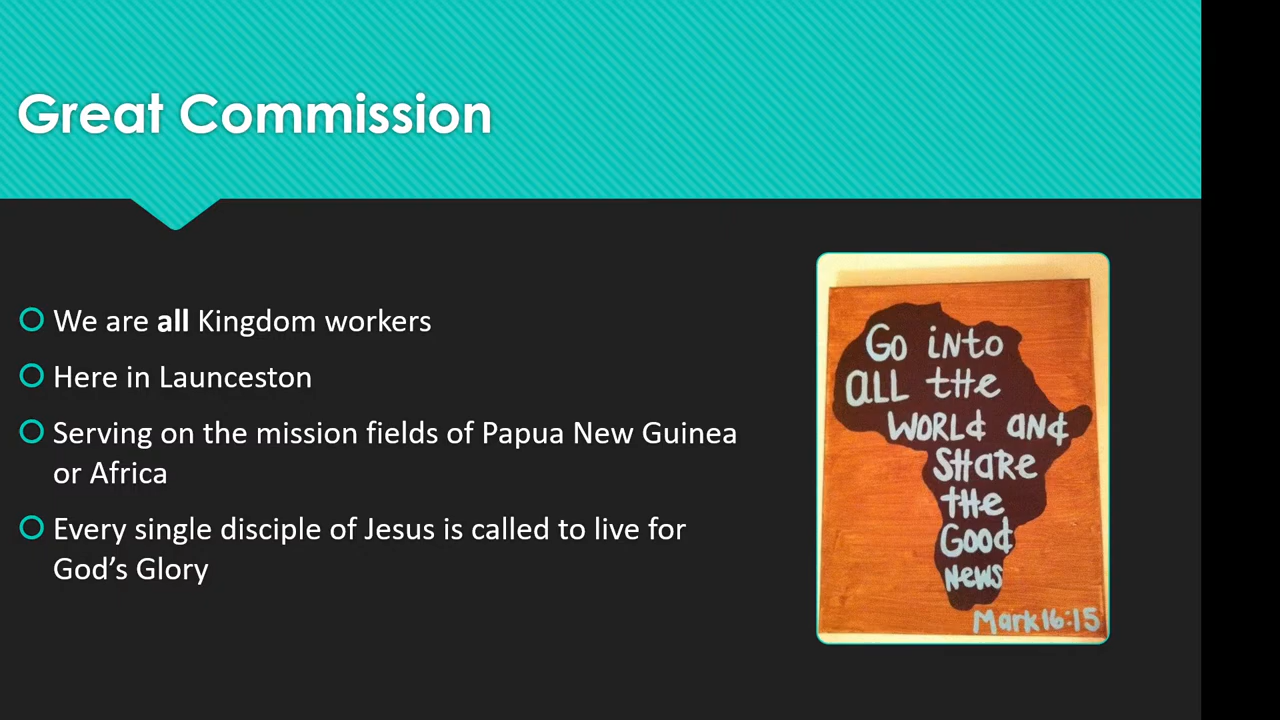 Great Commission
We are all Kingdom workers
Here in Launceston
Serving on the mission fields of Papua New Guinea
or Africa
Every single disciple of Jesus is called to live for
God’s Glory
Go into
ALL the
WORLd and
SHARE
the
Good
News
Mark 16:15